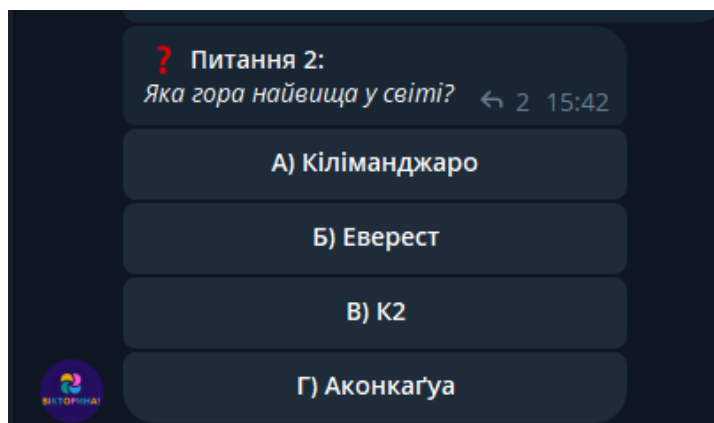 ❓ Питання 2:
Яка гора найвища у світі?
2 15:42
А) Кіліманджаро
Б) Еверест
В) К2
Г) Аконкаґуа
ВІКТОРИНА!